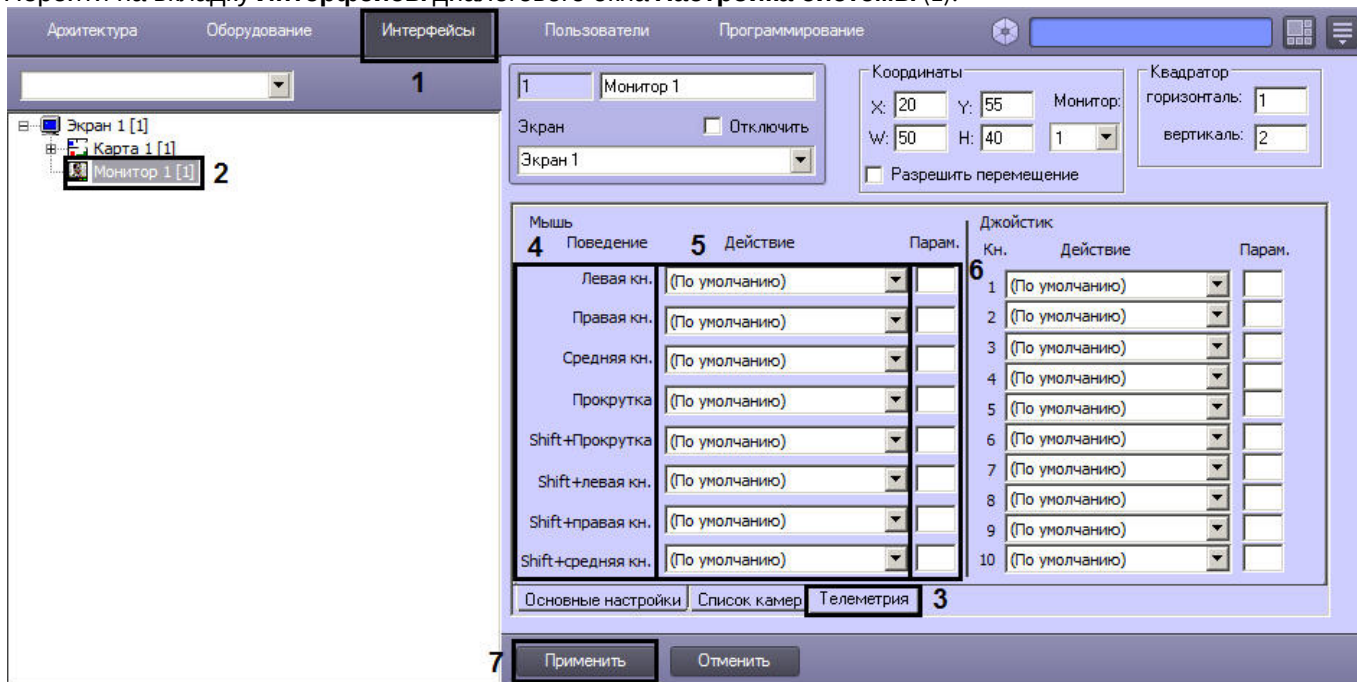 Перейти на вкладку Интерфейсы диалогового окна Настройка системы (1).
Архитектура Оборудование Интерфейсы Пользователи Программирование
1
Экран 1 [1]
Карта 1 [1]
Монитор 1 [1] 2
1 Монитор 1
Экран Отключить
Экран 1
Координаты
X: 20 Y: 55 Монитор:
W: 50 H: 40 1
Разрешить перемещение
Квадратор
горизонталь: 1
вертикаль: 2
Мышь
4 Поведение 5 Действие Парам.
Левая кн. (По умолчанию)
Правая кн. (По умолчанию)
Средняя кн. (По умолчанию)
Прокрутка (По умолчанию)
Shift+Прокрутка (По умолчанию)
Shift+левая кн. (По умолчанию)
Shift+правая кн. (По умолчанию)
Shift+средняя кн. (По умолчанию)
Джойстик
Кн. Действие Парам.
6
1 (По умолчанию)
2 (По умолчанию)
3 (По умолчанию)
4 (По умолчанию)
5 (По умолчанию)
6 (По умолчанию)
7 (По умолчанию)
8 (По умолчанию)
9 (По умолчанию)
10 (По умолчанию)
Основные настройки Список камер Телеметрия 3
7 Применить Отменить